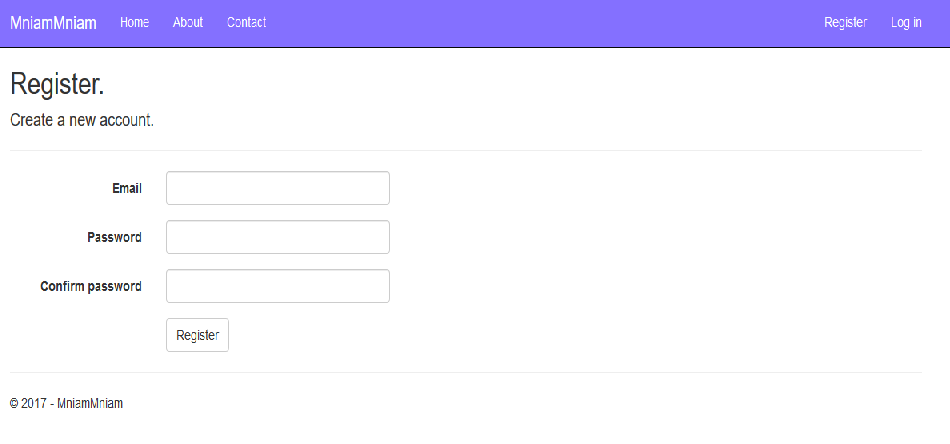 MniamMniam Home About Contact Register Log in
Register.
Create a new account.
Email
Password
Confirm password
Register
© 2017 - MniamMniam